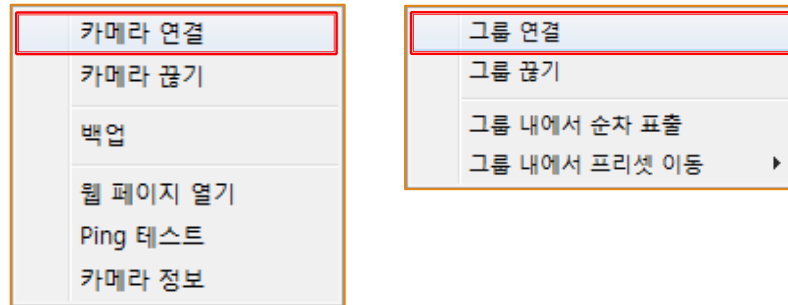 카메라 연결
카메라 끊기
백업
웹 페이지 열기
Ping 테스트
카메라 정보
그룹 연결
그룹 끊기
그룹 내에서 순차 표출
그룹 내에서 프리셋 이동